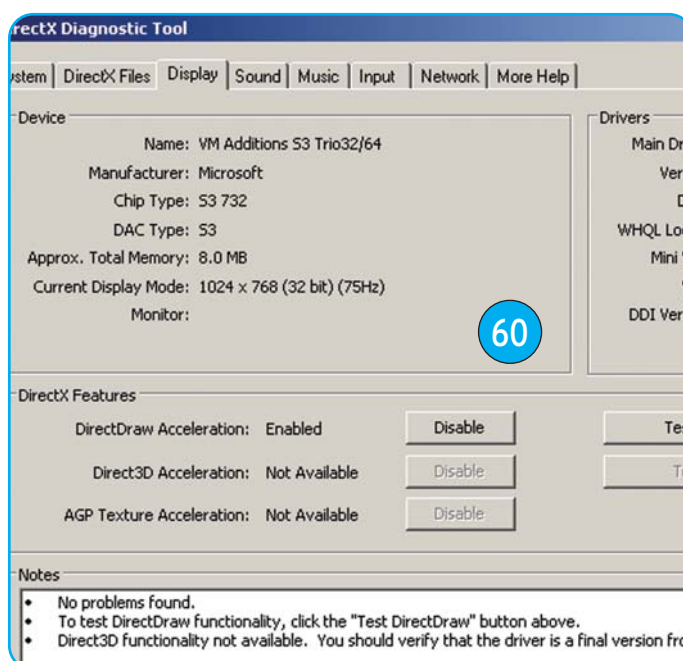 rectX Diagnostic Tool
ystem DirectX Files Display Sound Music Input Network More Help
Device
Name: VM Additions S3 Trio32/64
Manufacturer: Microsoft
Chip Type: S3 732
DAC Type: S3
Approx. Total Memory: 8.0 MB
Current Display Mode: 1024 x 768 (32 bit) (75Hz)
Monitor:
60
Drivers
Main Dr
Ver
D
WHQL Lo
Mini
DDI Ver
DirectX Features
DirectDraw Acceleration: Enabled Disable Tes
Direct3D Acceleration: Not Available Disable T
AGP Texture Acceleration: Not Available Disable
Notes
• No problems found.
• To test DirectDraw functionality, click the "Test DirectDraw" button above.
• Direct3D functionality not available. You should verify that the driver is a final version fro